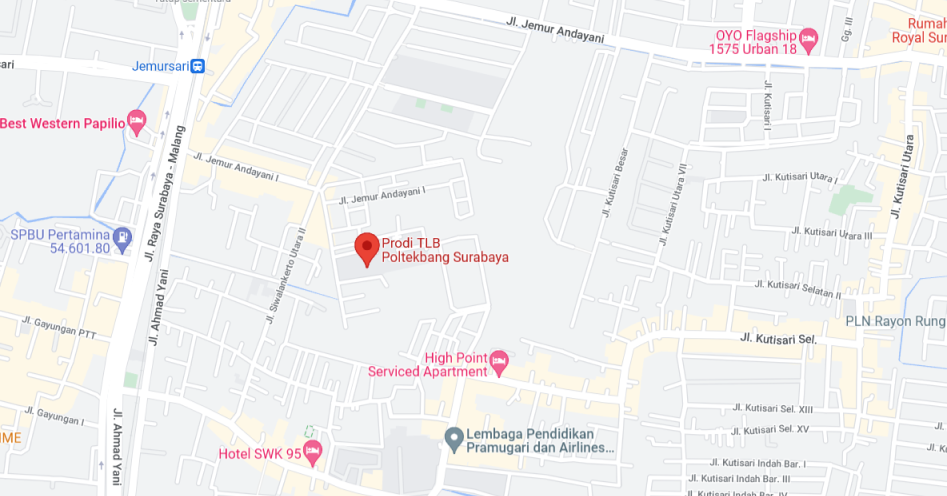 Jl. Jemur Andayani
OYO Flagship
1575 Urban 18
Gg. III
Rumah
Royal Sur
Jemursari
sari
Best Western Papilio
Jl. Raya Surabaya - Malang
Jl. Jemur Andayani I
Jl. Jemur Andayani I
Jl. Kutisari I
Jl. Kutisari Besar
Jl. Kutisari Utara VII
Jl. Kutisari Utara I
Jl. Kutisari Utara
Jl. Kutisari Utara III
SPBU Pertamina
54.601.80
Prodi TLB
Poltekbang Surabaya
Jl. Siwalankerto Utara II
Jl. Ahmad Yani
Jl. Kutisari Selatan II
Jl. Gayungan PTT
PLN Rayon Rung
Jl. Kutisari Sel.
High Point
Serviced Apartment
Jl. Gayungan I
Jl. Ahmad Yani
IME
Jl. Kutisari Sel. XIII
Jl. Kutisari Sel. XV
Lembaga Pendidikan
Pramugari dan Airlines...
Hotel SWK 95
Jl. Kutisari Indah Bar. I
Jl. Kutisari Indah Bar. III